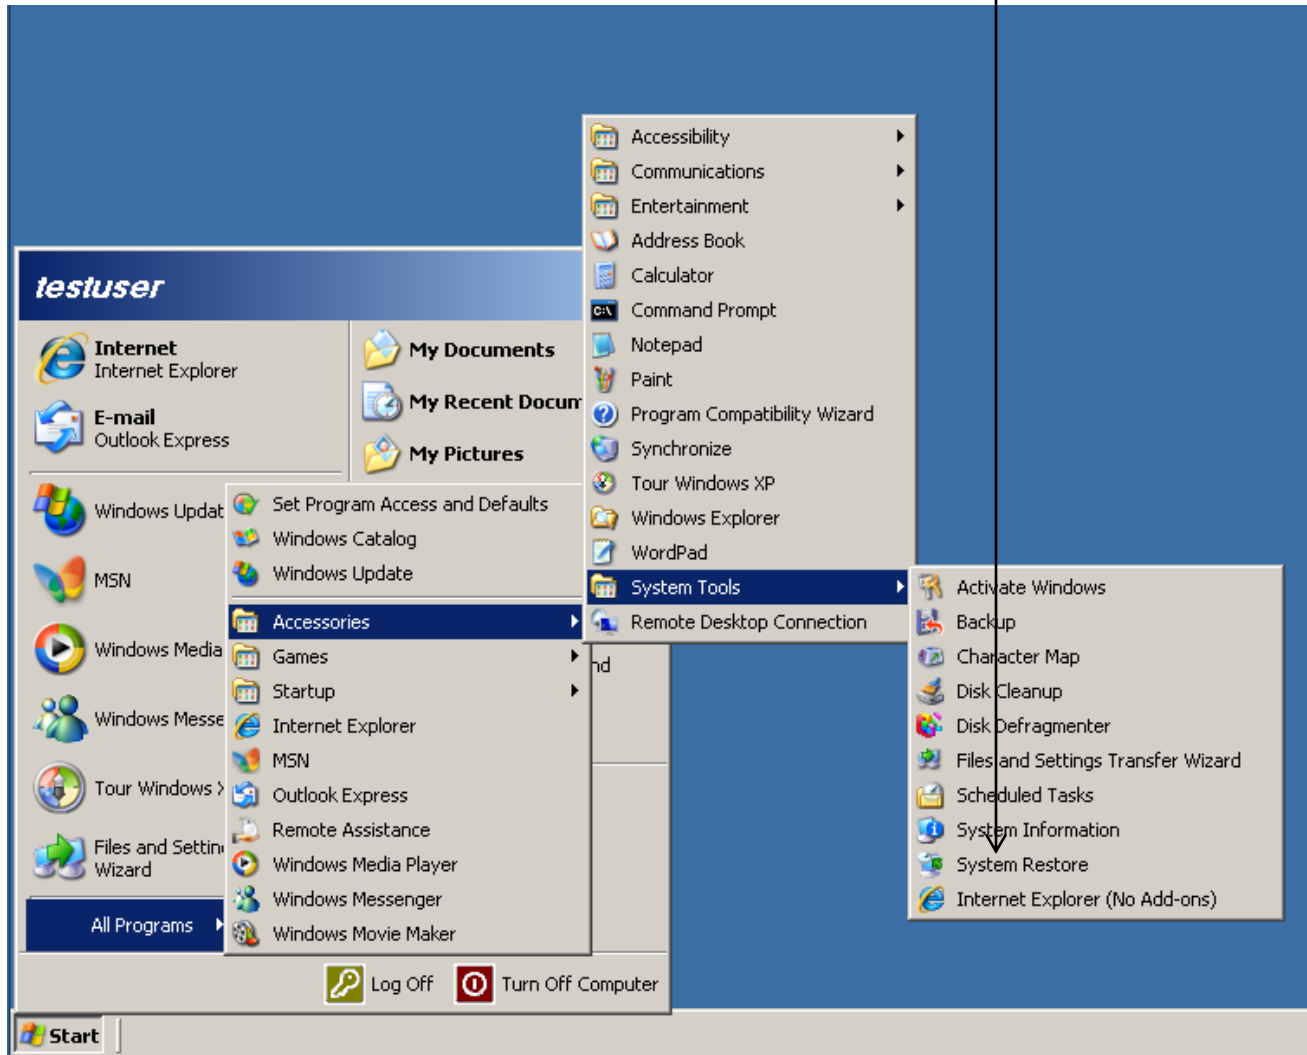 testuser
Internet
Internet Explorer
E-mail
Outlook Express
Windows Updat
MSN
Windows Media
Windows Messe
Tour Windows X
Files and Settin
Wizard
All Programs
My Documents
My Recent Docum
My Pictures
nd
Log Off
Turn Off Computer
Start
Set Program Access and Defaults
Windows Catalog
Windows Update
Accessories
Games
Startup
Internet Explorer
MSN
Outlook Express
Remote Assistance
Windows Media Player
Windows Messenger
Windows Movie Maker
Accessibility
Communications
Entertainment
Address Book
Calculator
C:\
Command Prompt
Notepad
Paint
Program Compatibility Wizard
Synchronize
Tour Windows XP
Windows Explorer
WordPad
System Tools
Remote Desktop Connection
Activate Windows
Backup
Character Map
Disk Cleanup
Disk Defragmenter
Files and Settings Transfer Wizard
Scheduled Tasks
System Information
System Restore
Internet Explorer (No Add-ons)